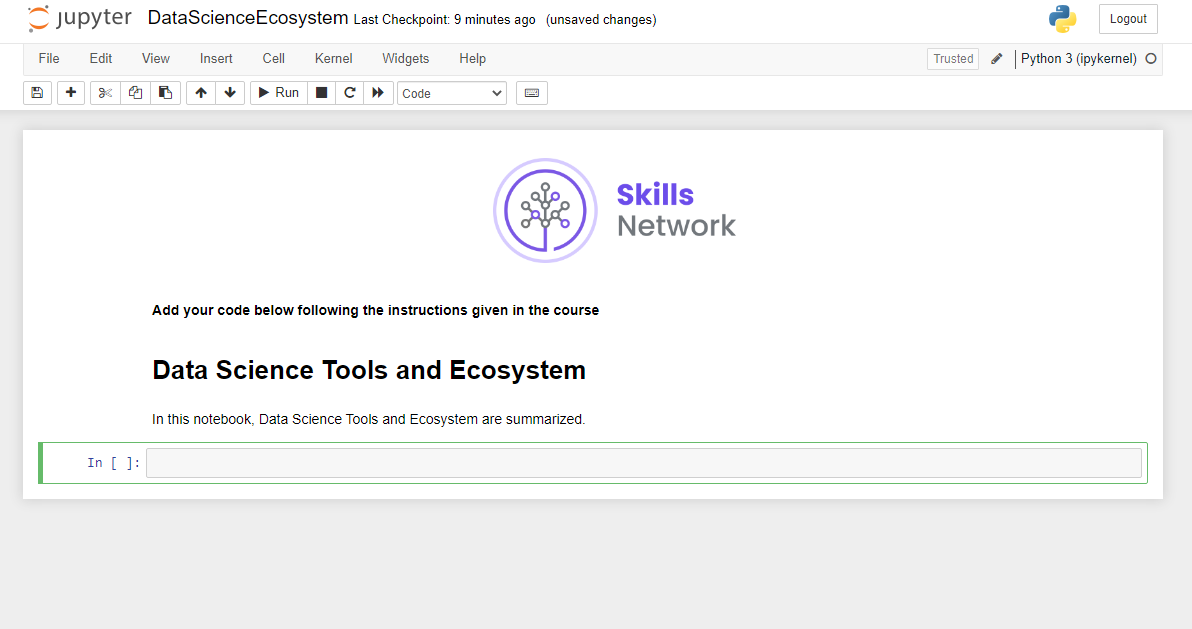 jupyter DataScienceEcosystem Last Checkpoint: 9 minutes ago (unsaved changes) Logout
File Edit View Insert Cell Kernel Widgets Help Trusted Python 3 (ipykernel)
Run Code
Skills
Network
Add your code below following the instructions given in the course
Data Science Tools and Ecosystem
In this notebook, Data Science Tools and Ecosystem are summarized.
In [ ]: